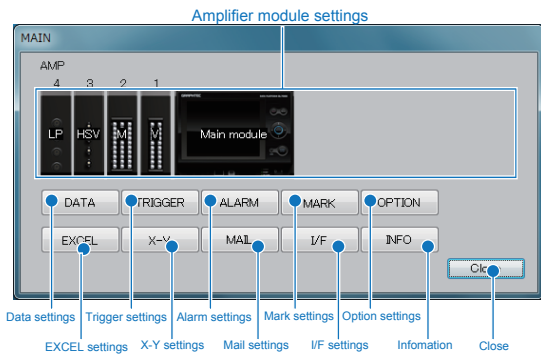 Amplifier module settings
MAIN
AMP
4 3 2 1
LP HSV M V Main module
DATA TRIGGER ALARM MARK OPTION
EXCEL X-Y MAIL I/F INFO
Close
Data settings Trigger settings Alarm settings Mark settings Option settings
EXCEL settings X-Y settings Mail settings I/F settings Infomation Close